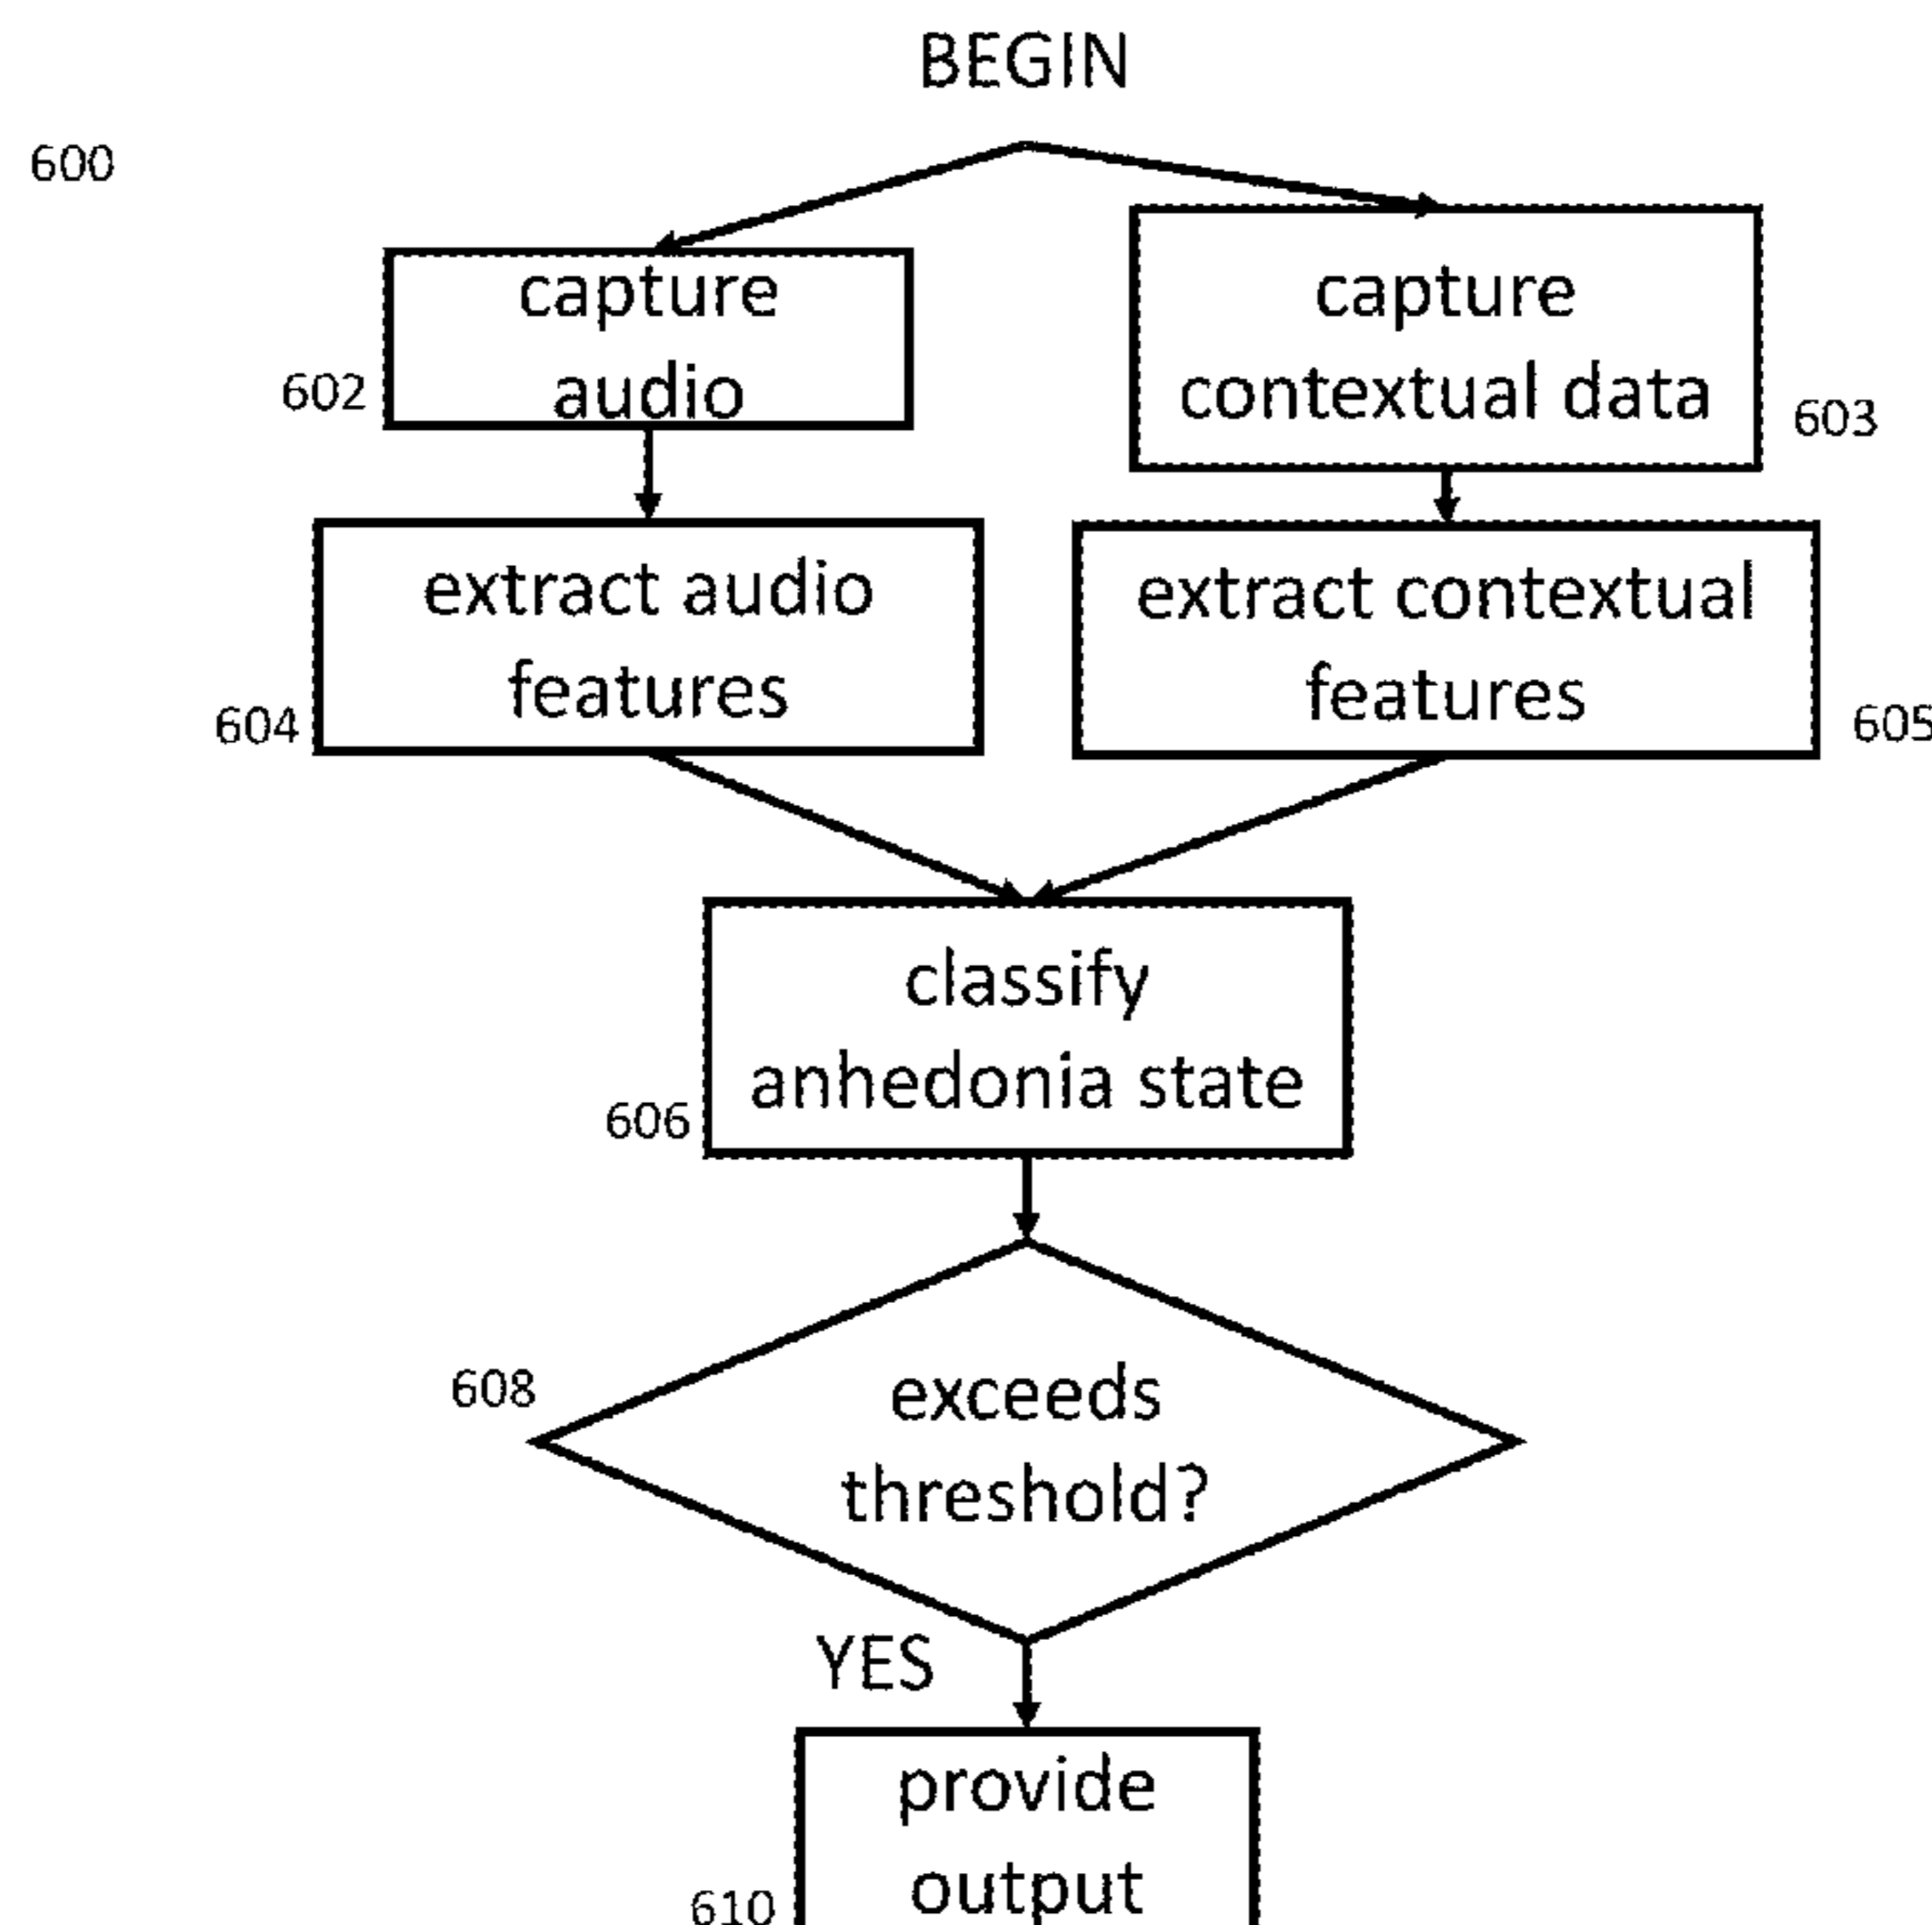 BEGIN
600
capture
audio
602
capture
contextual data
603
extract audio
features
604
extract contextual
features
605
classify
anhedonia state
606
exceeds
threshold?
608
YES
provide
output
610